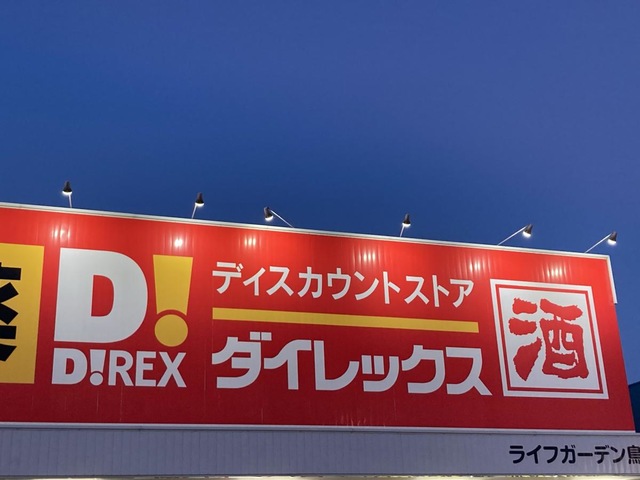 D!
D!REX
ディスカウントストア
ダイレックス
酒
ライフガーデン鳥